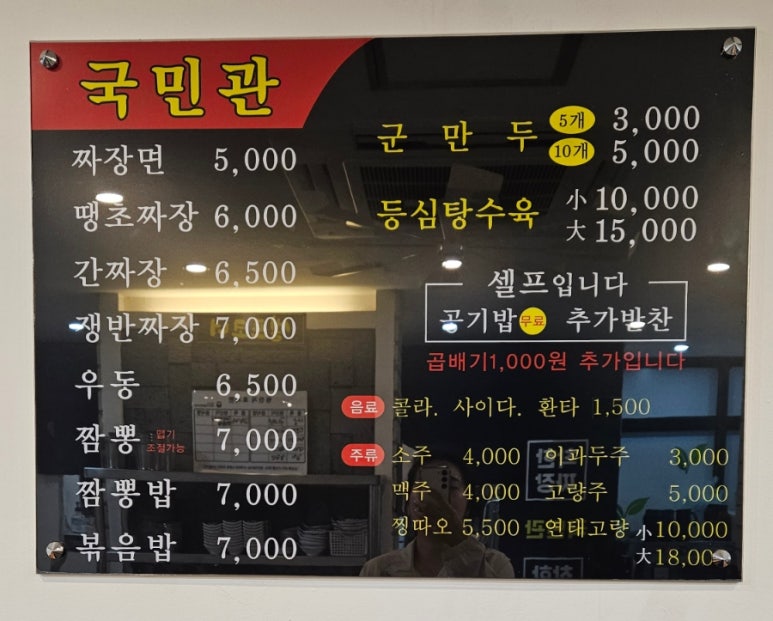 국민관
짜장면 5,000
땡초짜장 6,000
간짜장 6,500
쟁반짜장 7,000
우동 6,500
짬뽕 맵기 조절가능 7,000
짬뽕밥 7,000
볶음밥 7,000
군만두 5개 3,000
10개 5,000
등심탕수육 小 10,000
大 15,000
셀프입니다
공기밥 무료 추가반찬
곱배기1,000원 추가입니다
음료 콜라. 사이다. 환타 1,500
주류 소주 4,000 이과두주 3,000
맥주 4,000 고량주 5,000
찡따오 5,500 연태고량 小 10,000
大 18,00